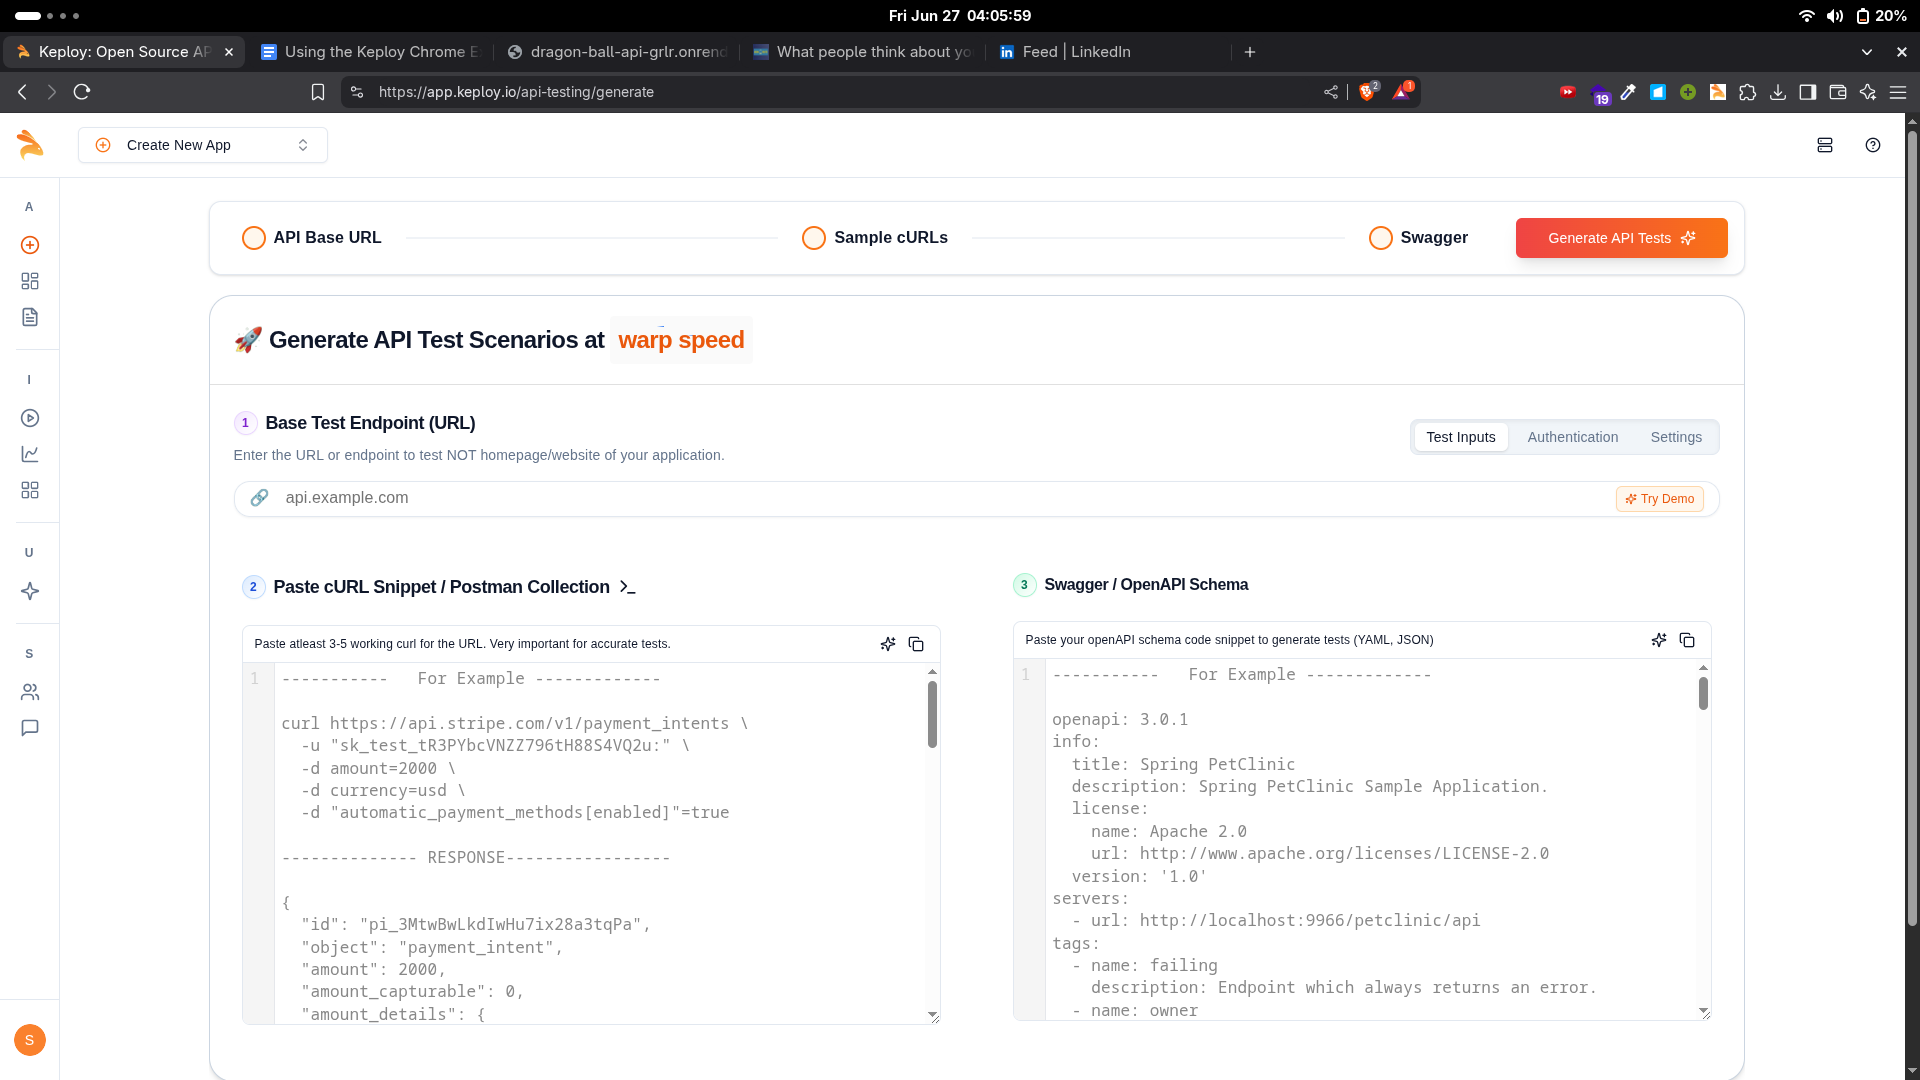 Fri Jun 27 04:05:59
20%
Keploy: Open Source AP
Using the Keploy Chrome E
dragon-ball-api-grlr.onrend
What people think about yo
Feed | LinkedIn
https://app.keploy.io/api-testing/generate
2
1
19
Create New App
A
API Base URL
Sample cURLs
Swagger
Generate API Tests
🚀 Generate API Test Scenarios at warp speed
I
1 Base Test Endpoint (URL)
Test Inputs
Authentication
Settings
Enter the URL or endpoint to test NOT homepage/website of your application.
api.example.com
Try Demo
U
2 Paste cURL Snippet / Postman Collection
Paste atleast 3-5 working curl for the URL. Very important for accurate tests.
1
-----------   For Example -------------
curl https://api.stripe.com/v1/payment_intents \
  -u "sk_test_tR3PYbcVNZZ796tH88S4VQ2u:" \
  -d amount=2000 \
  -d currency=usd \
  -d "automatic_payment_methods[enabled]"=true
-------------- RESPONSE-----------------
{
  "id": "pi_3MtwBwLkdIwHu7ix28a3tqPa",
  "object": "payment_intent",
  "amount": 2000,
  "amount_capturable": 0,
  "amount_details": {
3 Swagger / OpenAPI Schema
Paste your openAPI schema code snippet to generate tests (YAML, JSON)
1
-----------   For Example -------------
openapi: 3.0.1
info:
  title: Spring PetClinic
  description: Spring PetClinic Sample Application.
  license:
    name: Apache 2.0
    url: http://www.apache.org/licenses/LICENSE-2.0
  version: '1.0'
servers:
  - url: http://localhost:9966/petclinic/api
tags:
  - name: failing
    description: Endpoint which always returns an error.
  - name: owner
S
S